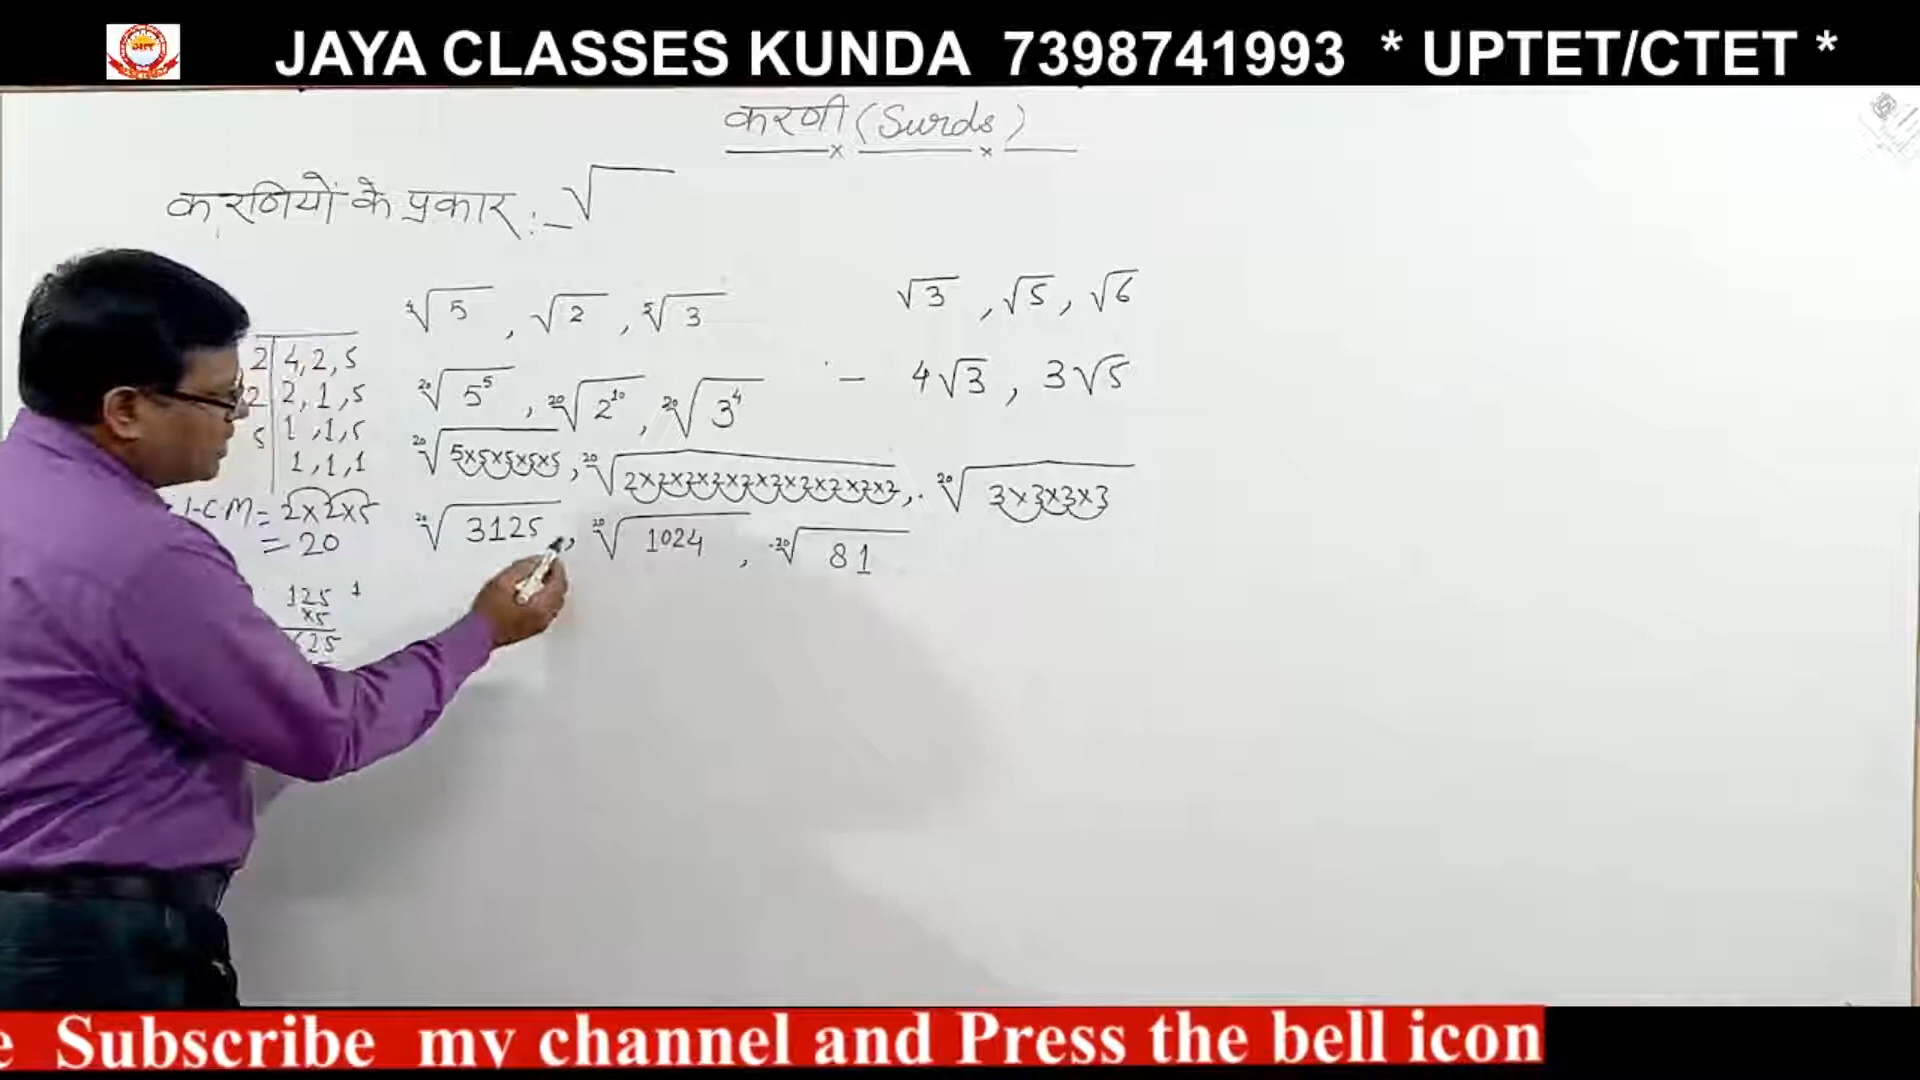 JAYA CLASSES KUNDA 7398741993 * UPTET/CTET *
करणी (Surds)
करणियों के प्रकार :- √
⁴√5 , √2 , ⁵√3
√3 , √5 , √6
2 | 4, 2, 5
2 | 2, 1, 5
5 | 1, 1, 5
1, 1, 1
L.C.M = 2×2×5
= 20
²⁰√5⁵ , ²⁰√2¹⁰ , ²⁰√3⁴
– 4√3 , 3√5
²⁰√5×5×5×5×5 , ²⁰√2×2×2×2×2×2×2×2×2×2 , ²⁰√3×3×3×3
²⁰√3125 , ²⁰√1024 , ²⁰√81
125 1
×5
625
e Subscribe my channel and Press the bell icon